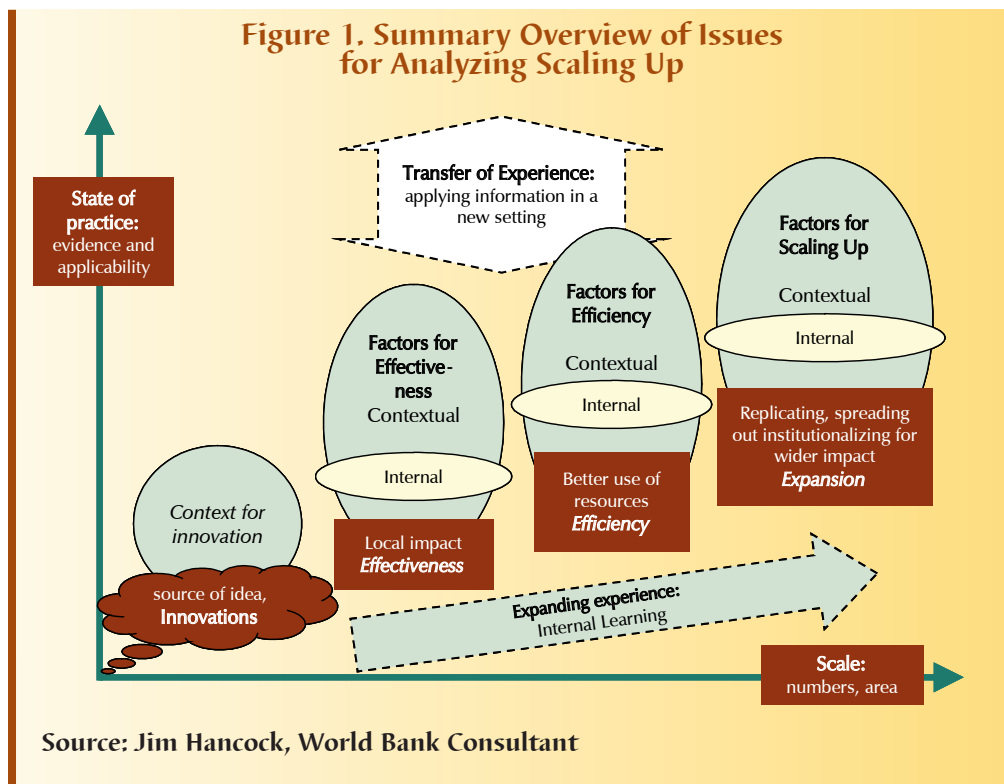 Figure 1. Summary Overview of Issues
for Analyzing Scaling Up
State of
practice:
evidence and
applicability
Transfer of Experience:
applying information in a
new setting
Factors for
Scaling Up
Contextual
Internal
Replicating, spreading
out institutionalizing for
wider impact
Expansion
Factors for
Efficiency
Contextual
Internal
Better use of
resources
Efficiency
Factors for
Effective-
ness
Contextual
Internal
Local impact
Effectiveness
Context for
innovation
source of idea,
Innovations
Expanding experience:
Internal Learning
Scale:
numbers, area
Source: Jim Hancock, World Bank Consultant